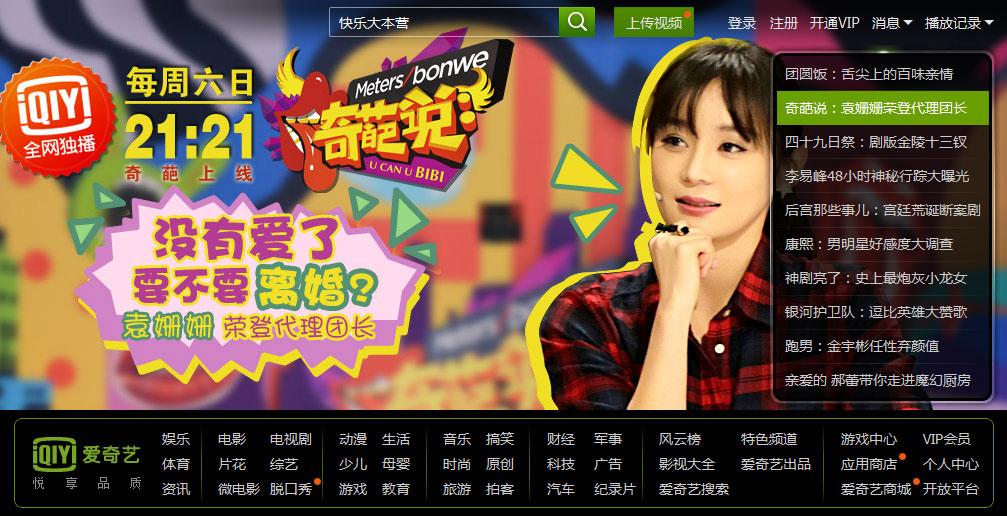 快乐大本营
上传视频
登录 注册 开通VIP 消息 播放记录
iQIYI
全网独播
每周六日
21:21
奇葩上线
Meters/bonwe
奇葩说
U CAN U BIBI
没有爱了
要不要离婚?
袁姗姗 荣登代理团长
团圆饭:舌尖上的百味亲情
奇葩说:袁姗姗荣登代理团长
四十九日祭:剧版金陵十三钗
李易峰48小时神秘行踪大曝光
后宫那些事儿:宫廷荒诞断案剧
康熙:男明星好感度大调查
神剧亮了:史上最炮灰小龙女
银河护卫队:逗比英雄大赞歌
跑男:金宇彬任性弃颜值
亲爱的 郝蕾带你走进魔幻厨房
iQIYI 爱奇艺
悦享品质
娱乐 电影 电视剧 动漫 生活 音乐 搞笑 财经 军事 风云榜 特色频道 游戏中心 VIP会员
体育 片花 综艺 少儿 母婴 时尚 原创 科技 广告 影视大全 爱奇艺出品 应用商店 个人中心
资讯 微电影 脱口秀 游戏 教育 旅游 拍客 汽车 纪录片 爱奇艺搜索 爱奇艺商城 开放平台